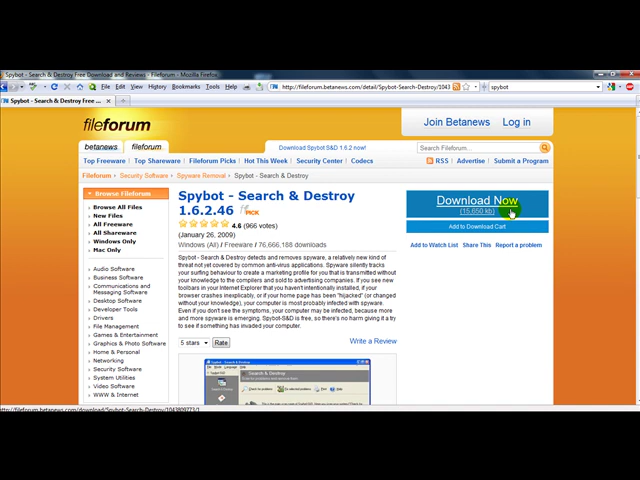 Spybot - Search & Destroy Free Download and Reviews - Fileforum - Mozilla Firefox
File Edit View History Bookmarks Tools Help
http://fileforum.betanews.com/detail/Spybot-Search-Destroy/1043
spybot
Spybot - Search & Destroy Free ...
fileforum
Join Betanews Log in
betanews fileforum
Download Spybot S&D 1.6.2 now!
Search Fileforum...
Top Freeware Top Shareware Fileforum Picks Hot This Week Security Center Codecs
RSS Advertise Submit a Program
Fileforum Security Software Spyware Removal Spybot - Search & Destroy
Browse Fileforum
Browse All Files
New Files
All Freeware
All Shareware
Windows Only
Mac Only
Audio Software
Business Software
Communications and
Messaging Software
Desktop Software
Developer Tools
Drivers
File Management
Games & Entertainment
Graphics & Photo Software
Home & Personal
Networking
Security Software
System Utilities
Video Software
WWW & Internet
Spybot - Search & Destroy
1.6.2.46 PICK
4.6 (966 votes)
(January 26, 2009)
Windows (All) / Freeware / 76,666,188 downloads
Spybot - Search & Destroy detects and removes spyware, a relatively new kind of
threat not yet covered by common anti-virus applications. Spyware silently tracks
your surfing behaviour to create a marketing profile for you that is transmitted without
your knowledge to the compilers and sold to advertising companies. If you see new
toolbars in your Internet Explorer that you haven't intentionally installed, if your
browser crashes inexplicably, or if your home page has been "hijacked" (or changed
without your knowledge), your computer is most probably infected with spyware.
Even if you don't see the symptoms, your computer may be infected, because more
and more spyware is emerging. Spybot-S&D is free, so there's no harm giving it a try
to see if something has invaded your computer.
5 stars Rate
Write a Review
Search & Destroy
Download Now
(15,650 kb)
Add to Download Cart
Add to Watch List Share This Report a problem
http://fileforum.betanews.com/download/Spybot-Search-Destroy/1043809773/1